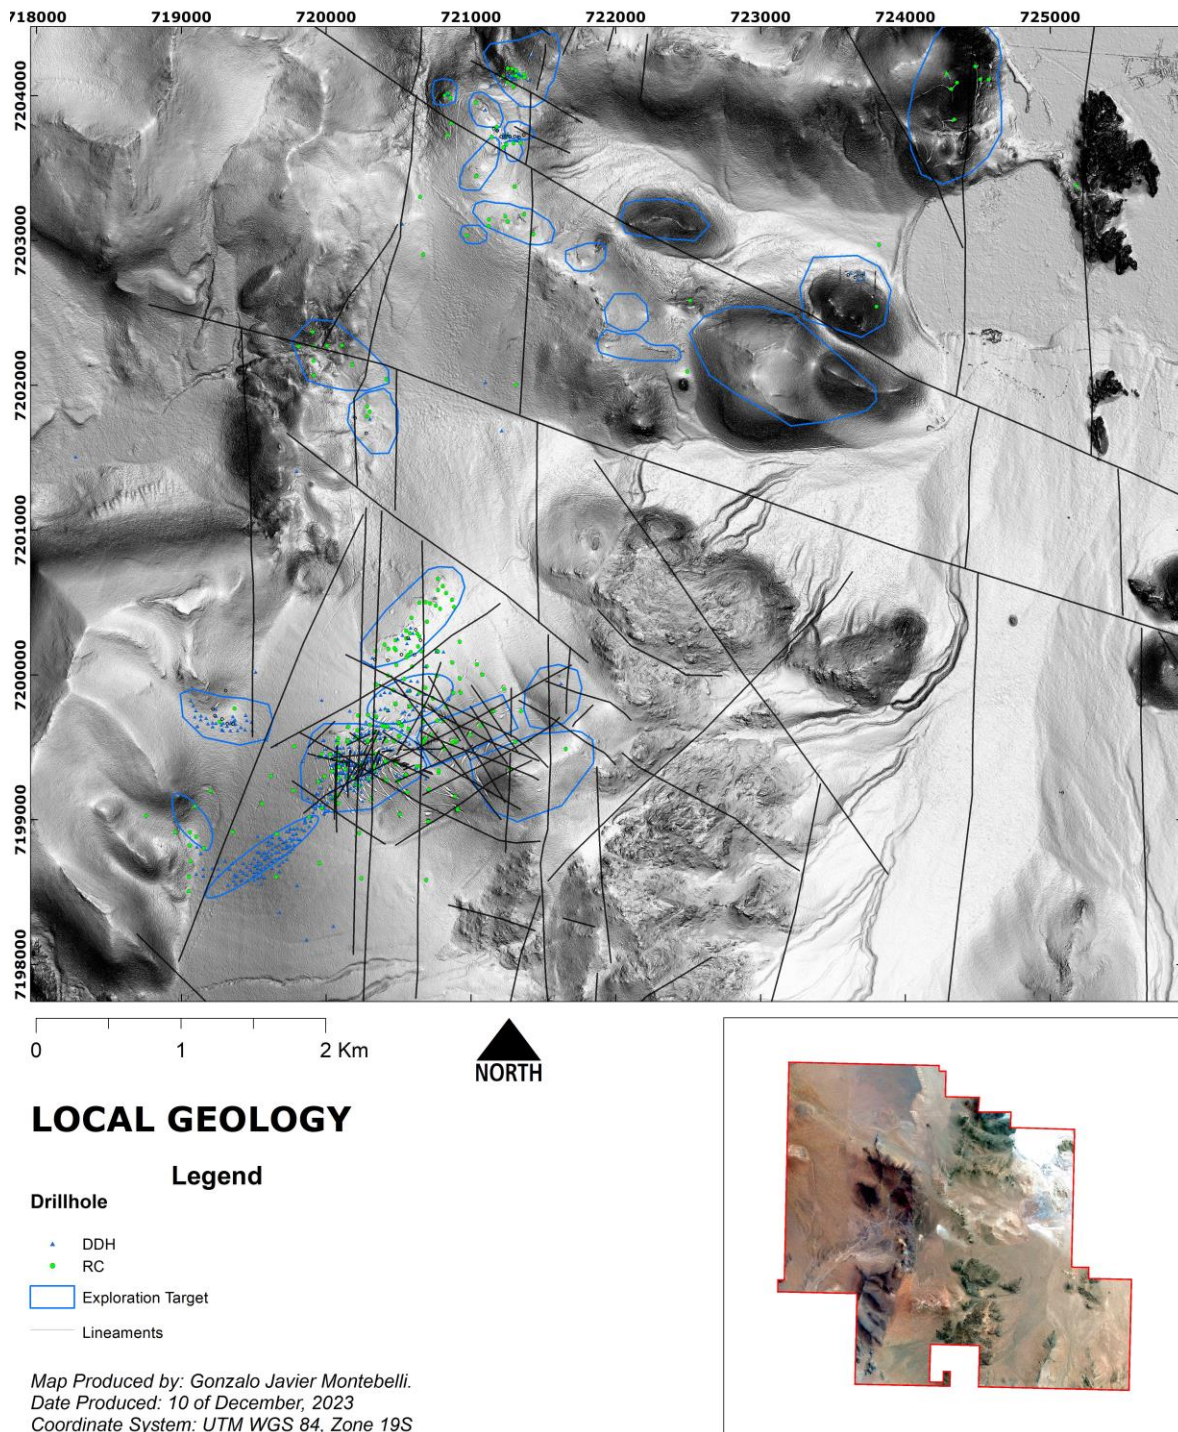 718000 719000 720000 721000 722000 723000 724000 725000
7204000
7203000
7202000
7201000
7200000
7199000
7198000
0 1 2 Km
NORTH
LOCAL GEOLOGY
Legend
Drillhole
DDH
RC
Exploration Target
Lineaments
Map Produced by: Gonzalo Javier Montebelli.
Date Produced: 10 of December, 2023
Coordinate System: UTM WGS 84, Zone 19S